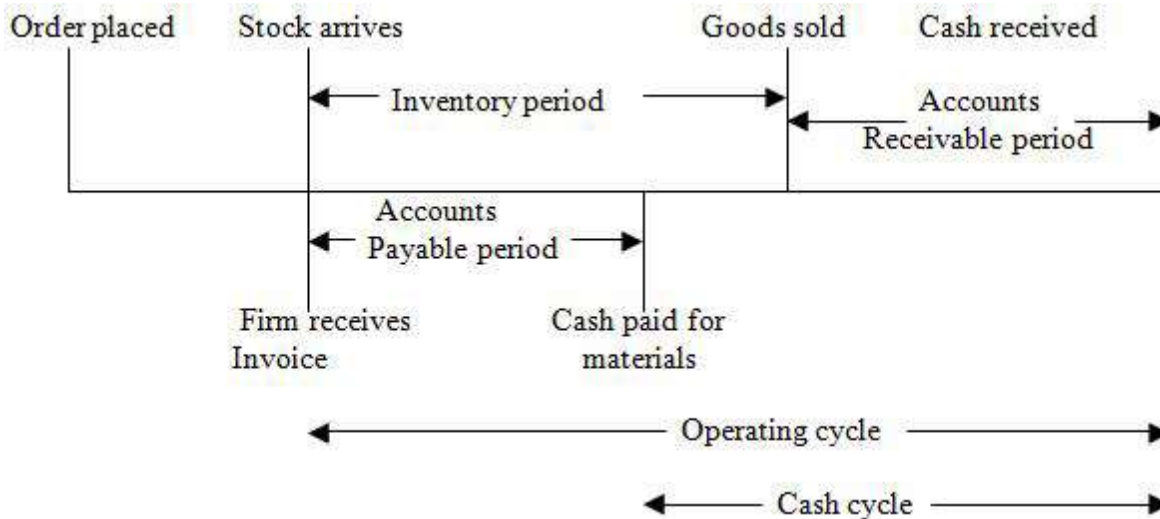 Order placed
Stock arrives
Goods sold
Cash received
Inventory period
Accounts
Receivable period
Accounts
Payable period
Firm receives
Invoice
Cash paid for
materials
Operating cycle
Cash cycle